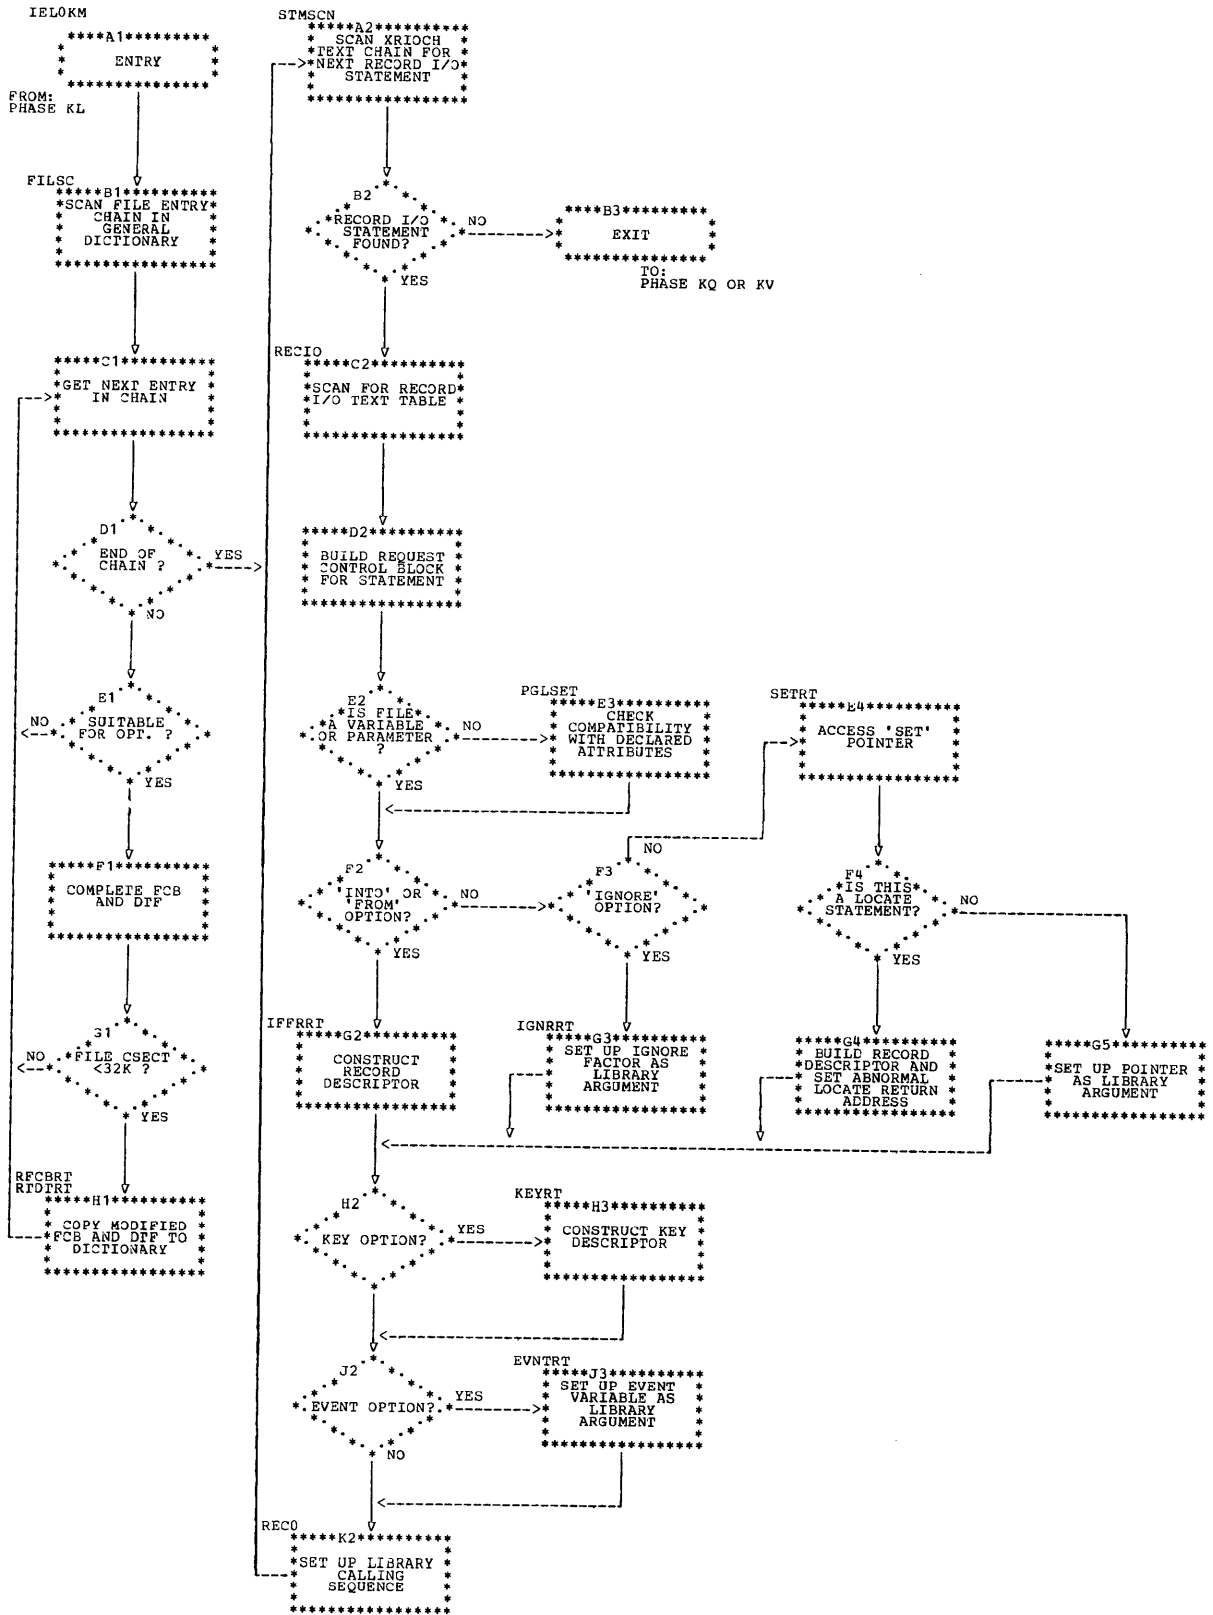 IEL0KM
A1
ENTRY
FROM:
PHASE KL
FILSC
B1
SCAN FILE ENTRY
CHAIN IN
GENERAL
DICTIONARY
C1
GET NEXT ENTRY
IN CHAIN
D1
END OF
CHAIN ?
YES
NO
E1
SUITABLE
FOR OPT. ?
NO
YES
F1
COMPLETE FCB
AND DTF
G1
FILE CSECT
<32K ?
NO
YES
RFCBRT
RTDTRT
H1
COPY MODIFIED
FCB AND DTF TO
DICTIONARY
STMSCN
A2
SCAN XRIOCH
TEXT CHAIN FOR
NEXT RECORD I/O
STATEMENT
B2
RECORD I/O
STATEMENT
FOUND?
NO
YES
B3
EXIT
TO:
PHASE KQ OR KV
RECIO
C2
SCAN FOR RECORD
I/O TEXT TABLE
D2
BUILD REQUEST
CONTROL BLOCK
FOR STATEMENT
E2
IS FILE
A VARIABLE
OR PARAMETER
?
NO
YES
PGLSET
E3
CHECK
COMPATIBILITY
WITH DECLARED
ATTRIBUTES
SETRT
E4
ACCESS 'SET'
POINTER
F2
'INTO' OR
'FROM'
OPTION?
NO
YES
F3
'IGNORE'
OPTION?
NO
YES
F4
IS THIS
A LOCATE
STATEMENT?
NO
YES
IFFRRT
G2
CONSTRUCT
RECORD
DESCRIPTOR
IGNRRT
G3
SET UP IGNORE
FACTOR AS
LIBRARY
ARGUMENT
G4
BUILD RECORD
DESCRIPTOR AND
SET ABNORMAL
LOCATE RETURN
ADDRESS
G5
SET UP POINTER
AS LIBRARY
ARGUMENT
H2
KEY OPTION?
YES
KEYRT
H3
CONSTRUCT KEY
DESCRIPTOR
J2
EVENT OPTION?
YES
NO
EVNTRT
J3
SET UP EVENT
VARIABLE AS
LIBRARY
ARGUMENT
REC0
K2
SET UP LIBRARY
CALLING
SEQUENCE